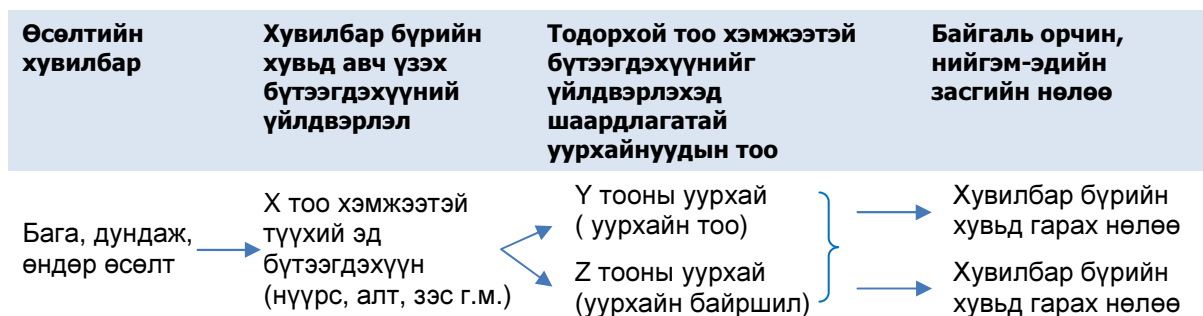 Өсөлтийн
хувилбар
Хувилбар бүрийн
хувьд авч үзэх
бүтээгдэхүүний
үйлдвэрлэл
Тодорхой тоо хэмжээтэй
бүтээгдэхүүнийг
үйлдвэрлэхэд
шаардлагатай
уурхайнуудын тоо
Байгаль орчин,
нийгэм-эдийн
засгийн нөлөө
Бага, дундаж,
өндөр өсөлт
X тоо хэмжээтэй
түүхий эд
бүтээгдэхүүн
(нүүрс, алт, зэс г.м.)
Y тооны уурхай
( уурхайн тоо)
Z тооны уурхай
(уурхайн байршил)
Хувилбар бүрийн
хувьд гарах нөлөө
Хувилбар бүрийн
хувьд гарах нөлөө